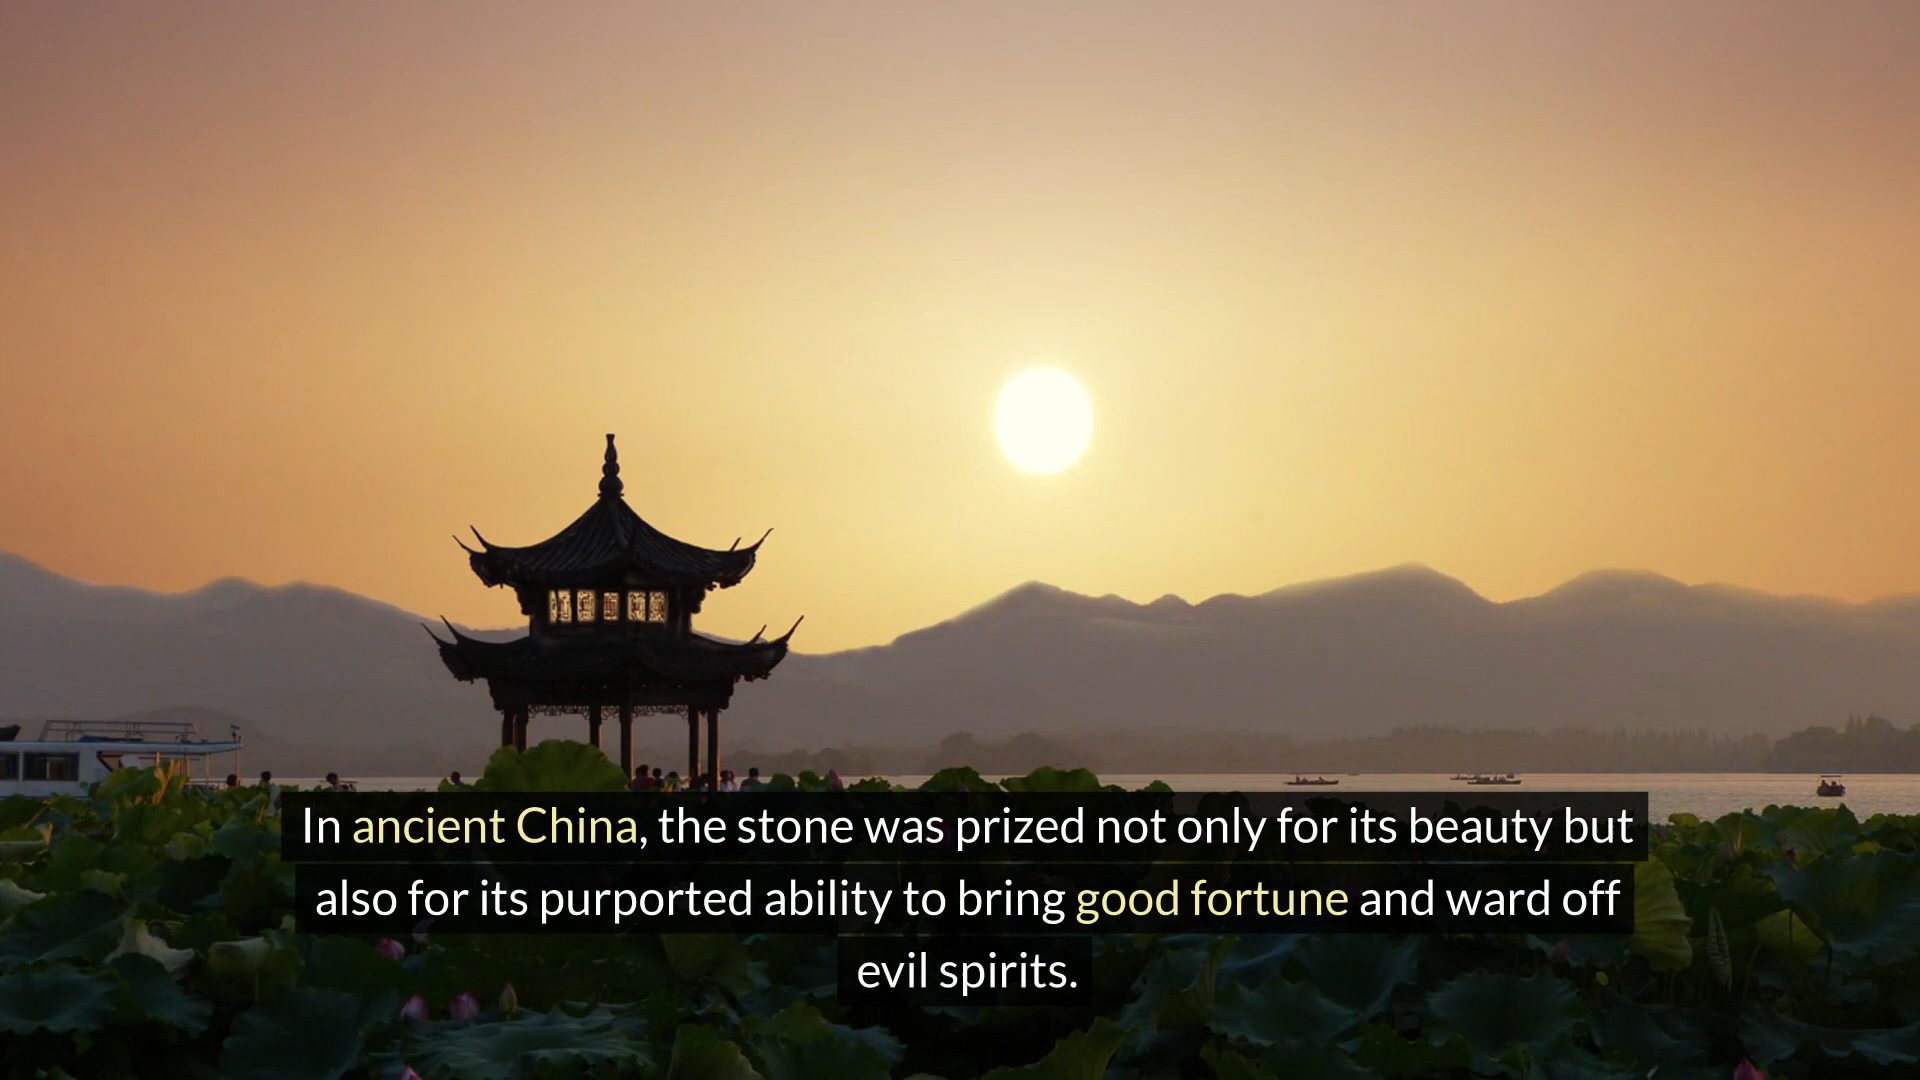 In ancient China, the stone was prized not only for its beauty but
also for its purported ability to bring good fortune and ward off
evil spirits.